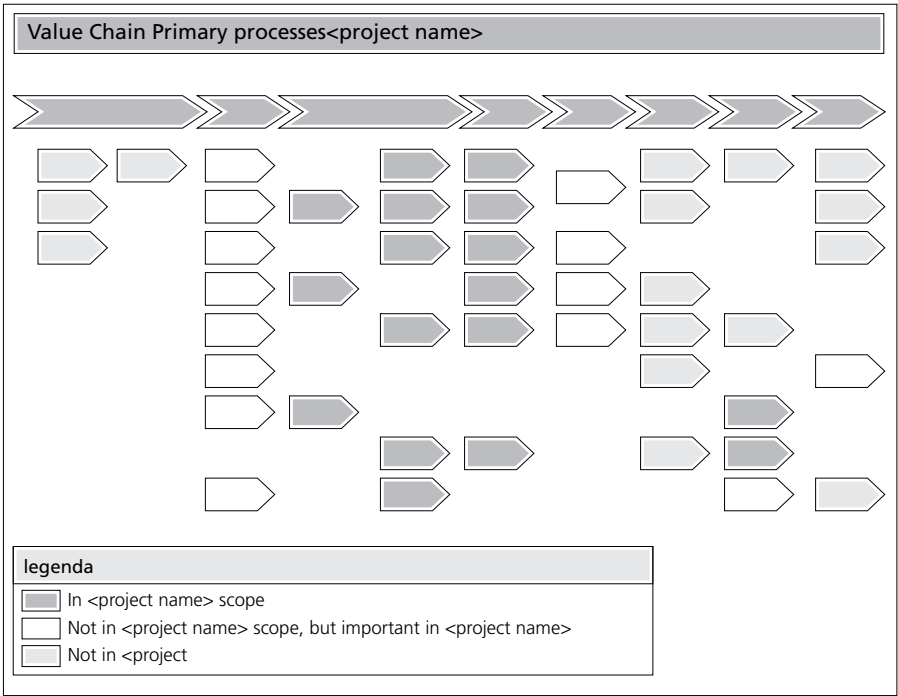 Value Chain Primary processes<project name>
legenda
In <project name> scope
Not in <project name> scope, but important in <project name>
Not in <project